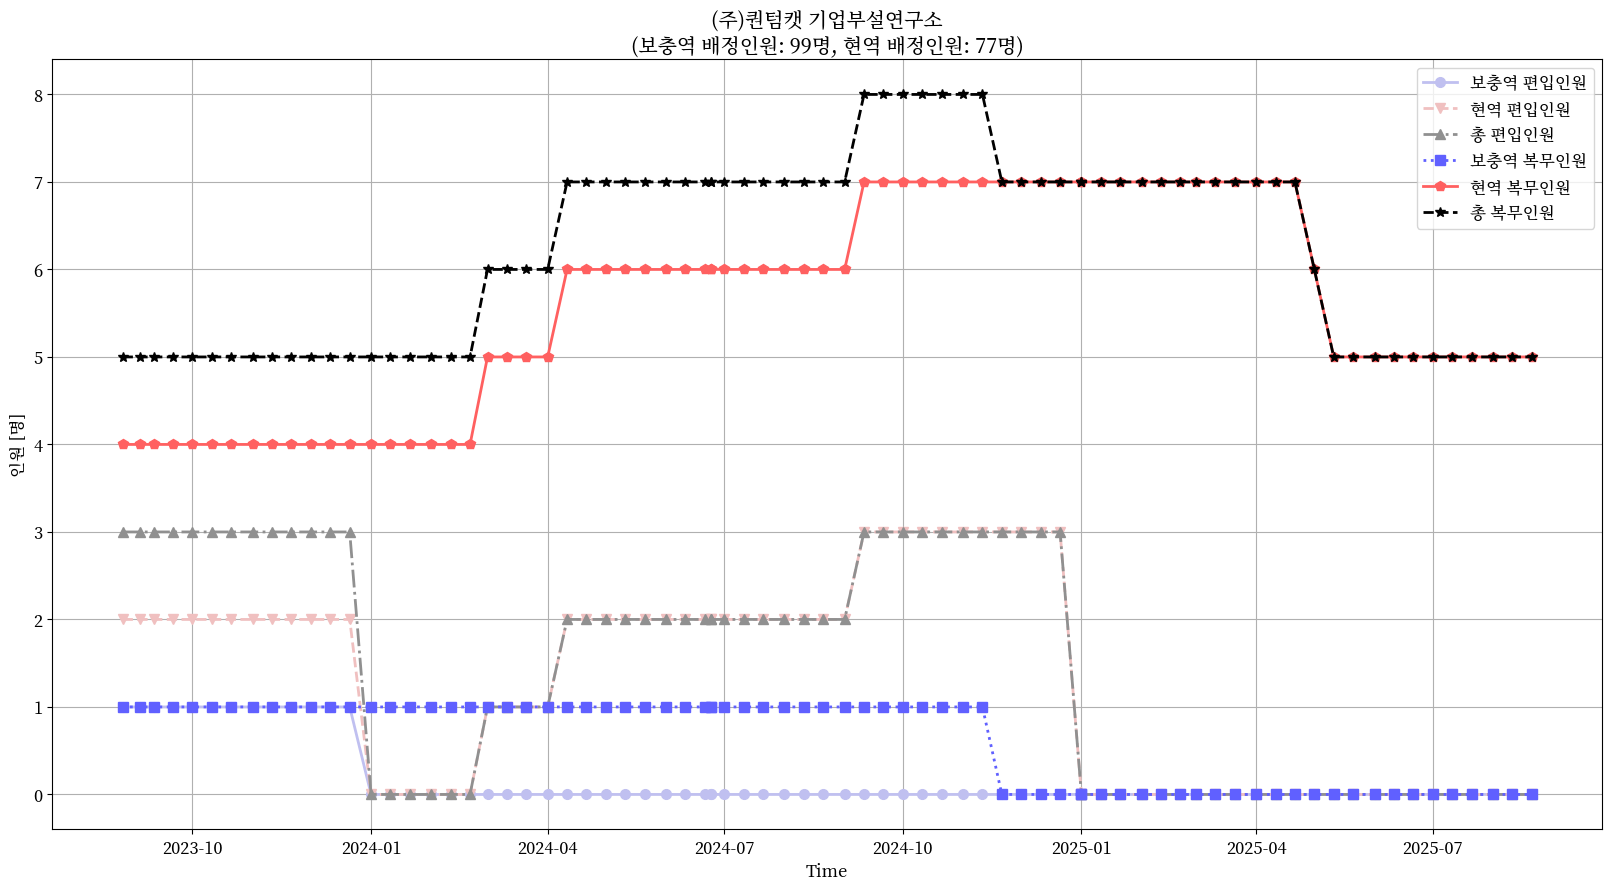 (주)퀀텀캣 기업부설연구소
(보충역 배정인원: 99명, 현역 배정인원: 77명)
보충역 편입인원
현역 편입인원
총 편입인원
보충역 복무인원
현역 복무인원
총 복무인원
인원 [명]
8
7
6
5
4
3
2
1
0
2023-10
2024-01
2024-04
2024-07
2024-10
2025-01
2025-04
2025-07
Time